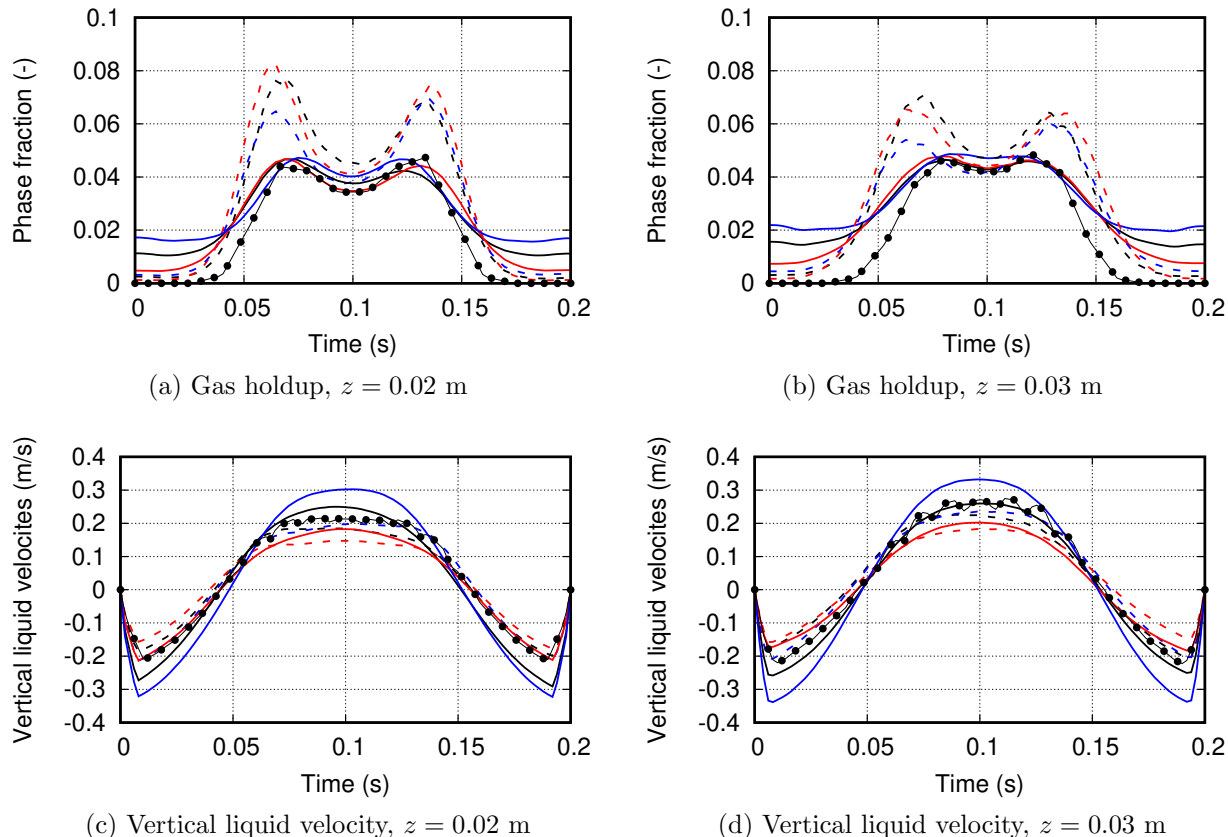 Phase fraction (-)
0.1
0.08
0.06
0.04
0.02
0
0 0.05 0.1 0.15 0.2
Time (s)
(a) Gas holdup, z = 0.02 m
Phase fraction (-)
0.1
0.08
0.06
0.04
0.02
0
0 0.05 0.1 0.15 0.2
Time (s)
(b) Gas holdup, z = 0.03 m
Vertical liquid velocites (m/s)
0.4
0.3
0.2
0.1
0
-0.1
-0.2
-0.3
-0.4
0 0.05 0.1 0.15 0.2
Time (s)
(c) Vertical liquid velocity, z = 0.02 m
Vertical liquid velocities (m/s)
0.4
0.3
0.2
0.1
0
-0.1
-0.2
-0.3
-0.4
0 0.05 0.1 0.15 0.2
Time (s)
(d) Vertical liquid velocity, z = 0.03 m